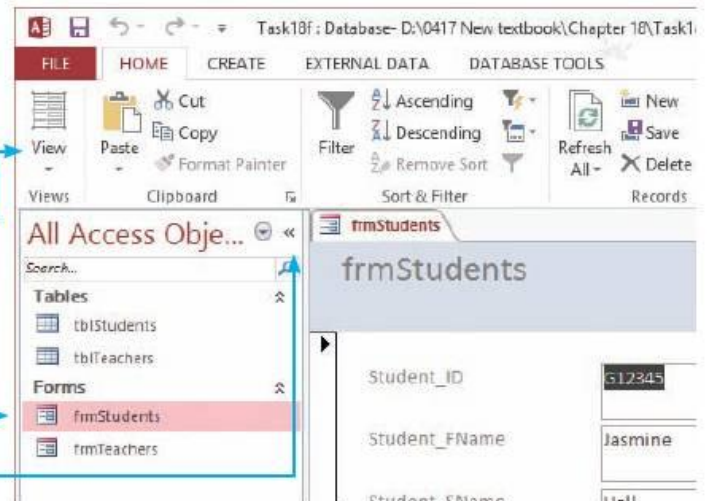 Task18f : Database- D:\0417 New textbook\Chapter 18\Task1
FILE HOME CREATE EXTERNAL DATA DATABASE TOOLS
View
Paste
Cut
Copy
Format Painter
Filter
Ascending
Descending
Remove Sort
Refresh All
New
Save
Delete
Views Clipboard Sort & Filter Records
All Access Obje...
Search...
Tables
tblStudents
tblTeachers
Forms
frmStudents
frmTeachers
frmStudents
frmStudents
Student_ID G12345
Student_FName Jasmine